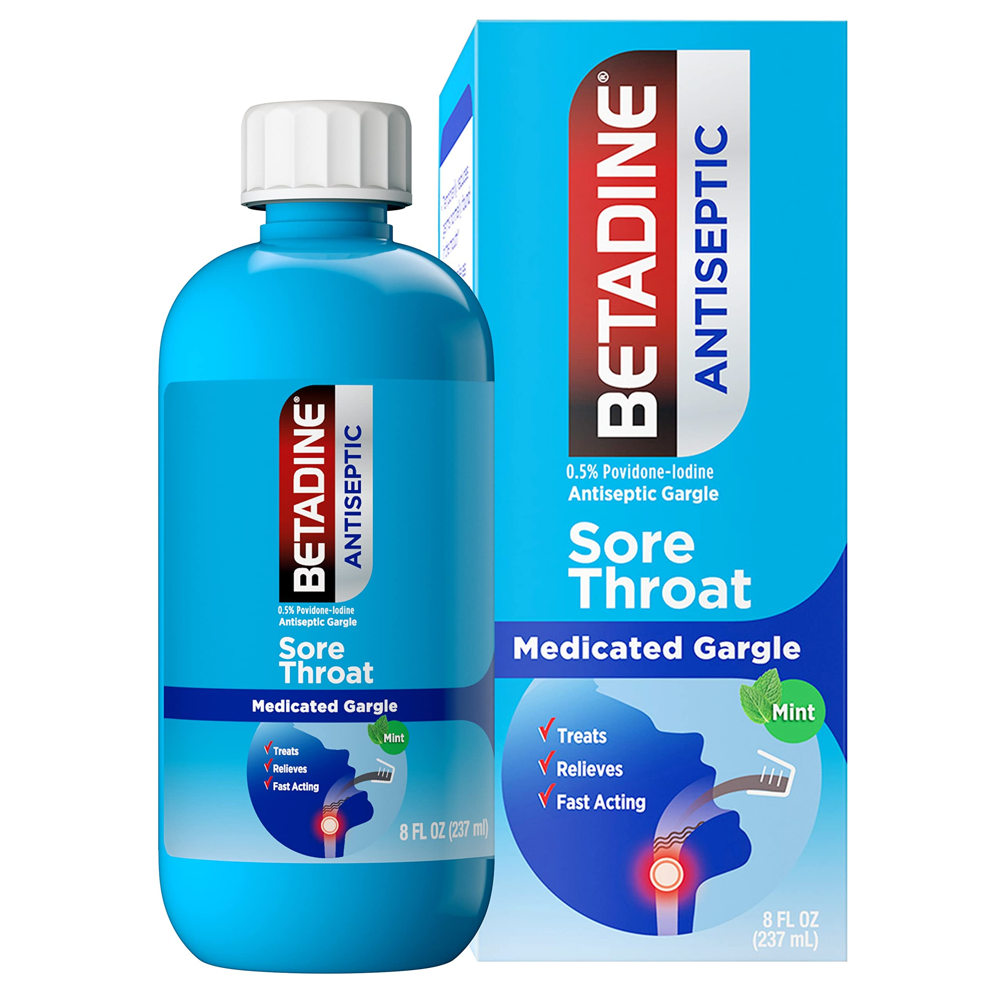 BETADINE®
ANTISEPTIC
0.5% Povidone-Iodine
Antiseptic Gargle
Sore
Throat
Medicated Gargle
Mint
Treats
Relieves
Fast Acting
8 FL OZ (237 ml)
BETADINE®
ANTISEPTIC
0.5% Povidone-Iodine
Antiseptic Gargle
Sore
Throat
Medicated Gargle
Mint
Treats
Relieves
Fast Acting
8 FL OZ
(237 mL)